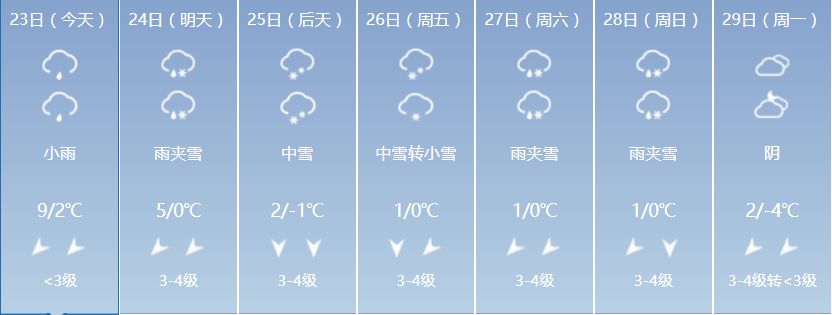 23日（今天）
小雨
9/2℃
<3级
24日（明天）
雨夹雪
5/0℃
3-4级
25日（后天）
中雪
2/-1℃
3-4级
26日（周五）
中雪转小雪
1/0℃
3-4级
27日（周六）
雨夹雪
1/0℃
3-4级
28日（周日）
雨夹雪
1/0℃
3-4级
29日（周一）
阴
2/-4℃
3-4级转<3级